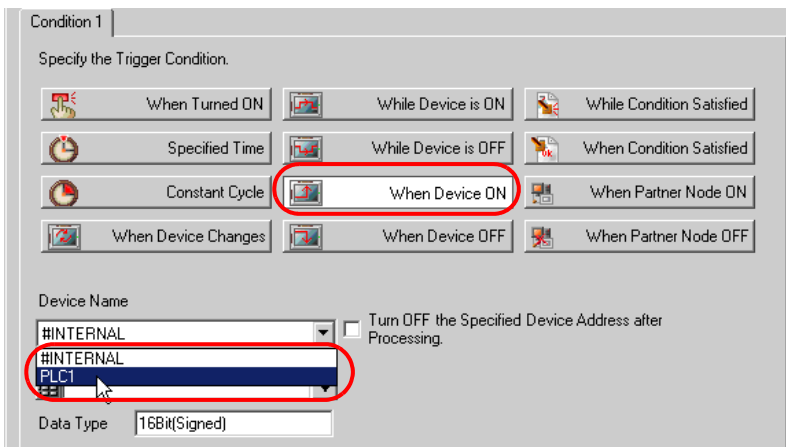 Condition 1
Specify the Trigger Condition.
When Turned ON
While Device is ON
While Condition Satisfied
Specified Time
While Device is OFF
When Condition Satisfied
Constant Cycle
When Device ON
When Partner Node ON
When Device Changes
When Device OFF
When Partner Node OFF
Device Name
#INTERNAL
Turn OFF the Specified Device Address after
Processing.
#INTERNAL
PLC1
Data Type 16Bit(Signed)